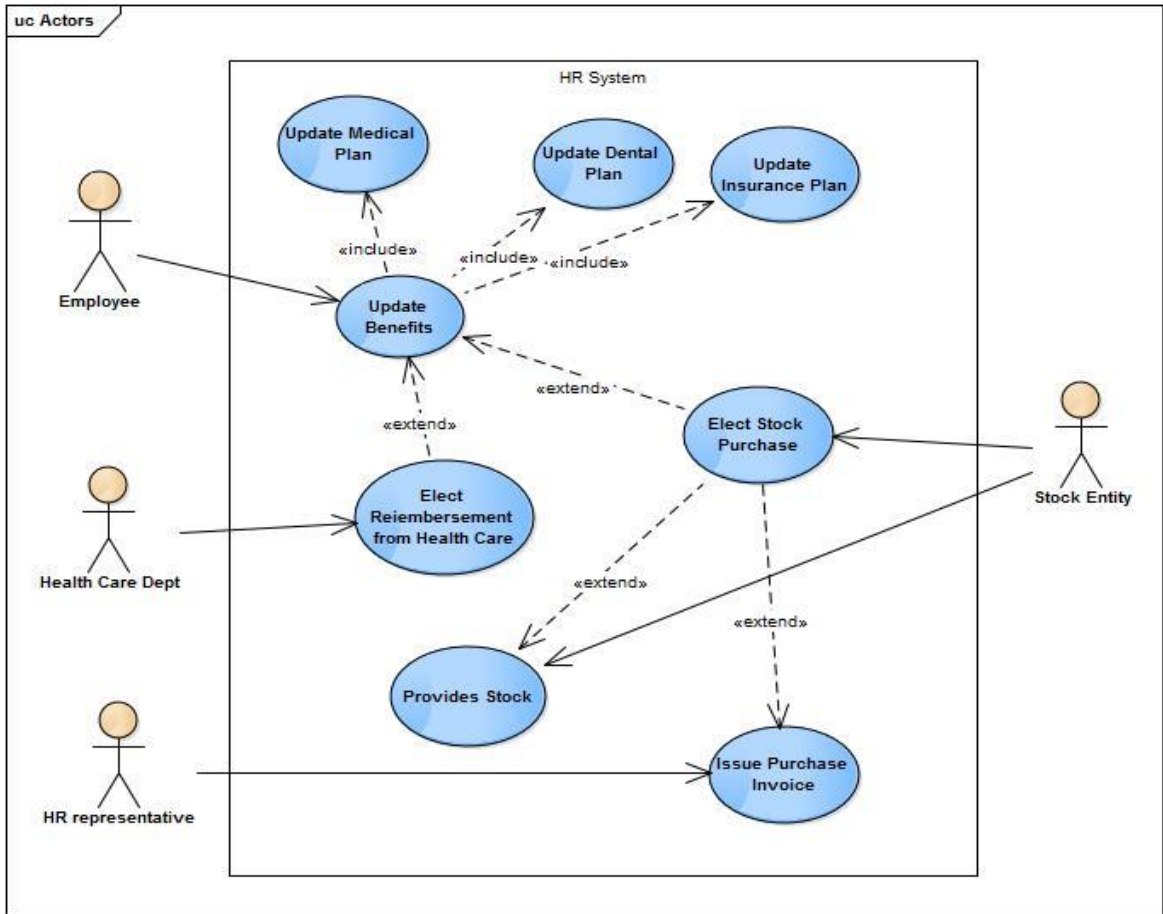 uc Actors
HR System
Update Medical
Plan
Update Dental
Plan
Update
Insurance Plan
«include»
«include»
«include»
Employee
Update
Benefits
«extend»
«extend»
Elect Stock
Purchase
Stock Entity
Elect
Reiembersement
from Health Care
Health Care Dept
«extend»
«extend»
Provides Stock
Issue Purchase
Invoice
HR representative